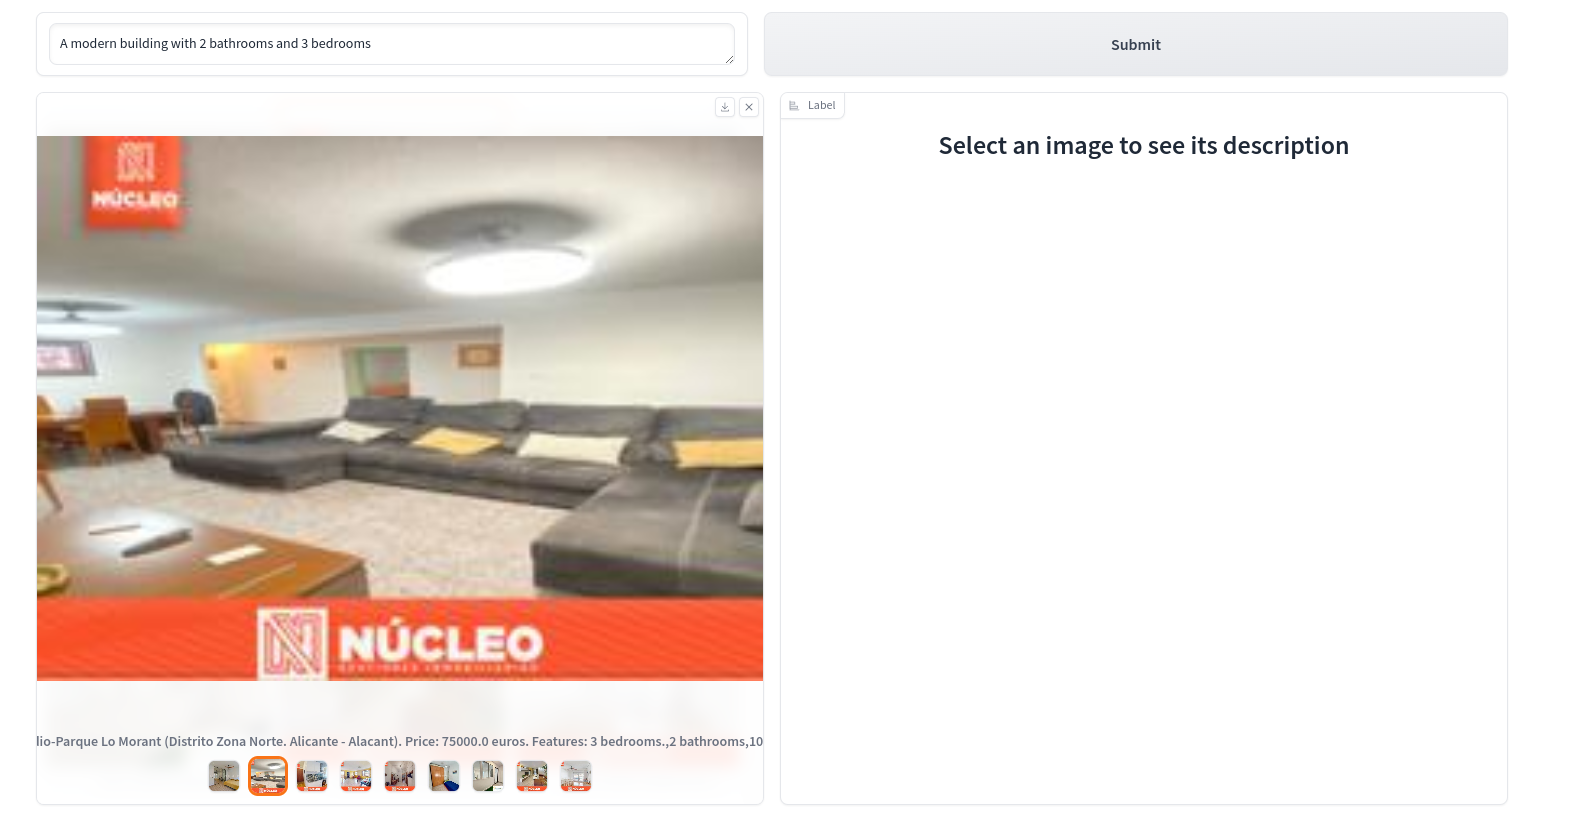 A modern building with 2 bathrooms and 3 bedrooms
Submit
Label
Select an image to see its description
NÚCLEO
NÚCLEO
lio-Parque Lo Morant (Distrito Zona Norte. Alicante - Alacant). Price: 75000.0 euros. Features: 3 bedrooms.,2 bathrooms,10